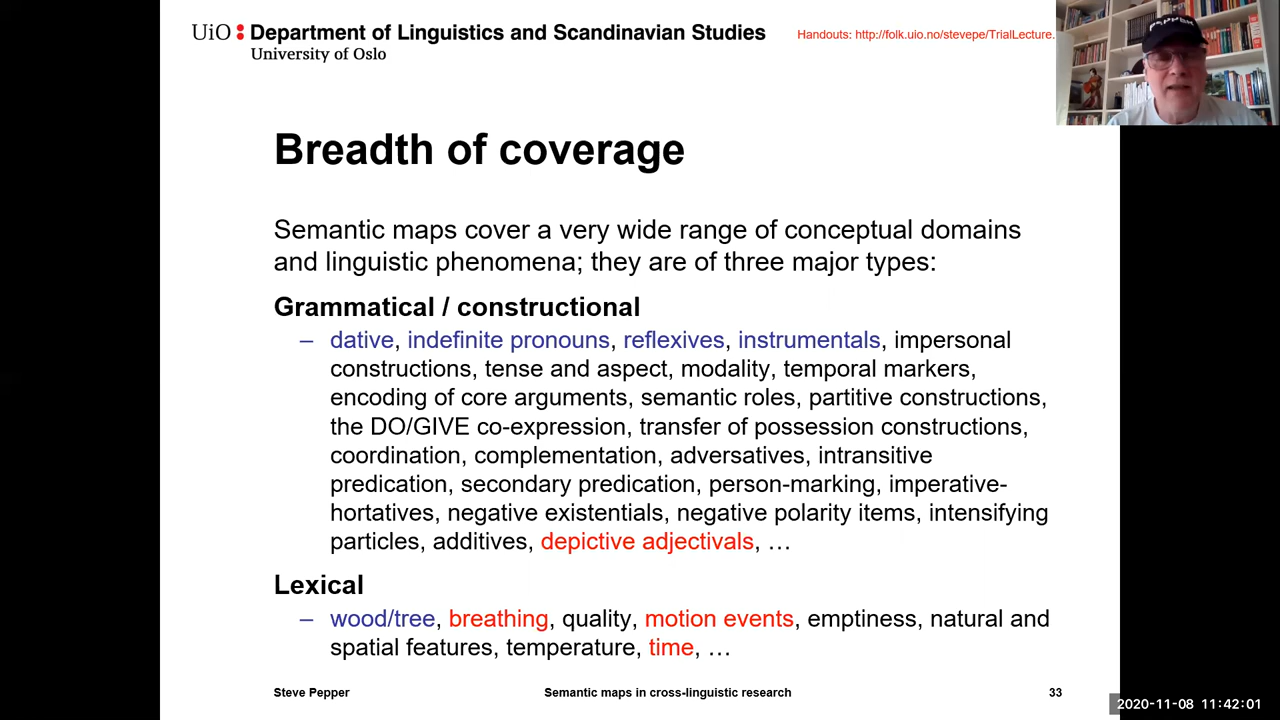 UiO Department of Linguistics and Scandinavian Studies
University of Oslo
Handouts: http://folk.uio.no/stevepe/TrialLecture.
Breadth of coverage
Semantic maps cover a very wide range of conceptual domains
and linguistic phenomena; they are of three major types:
Grammatical / constructional
– dative, indefinite pronouns, reflexives, instrumentals, impersonal
constructions, tense and aspect, modality, temporal markers,
encoding of core arguments, semantic roles, partitive constructions,
the DO/GIVE co-expression, transfer of possession constructions,
coordination, complementation, adversatives, intransitive
predication, secondary predication, person-marking, imperative-
hortatives, negative existentials, negative polarity items, intensifying
particles, additives, depictive adjectivals, …
Lexical
– wood/tree, breathing, quality, motion events, emptiness, natural and
spatial features, temperature, time, …
Steve Pepper
Semantic maps in cross-linguistic research
33
2020-11-08 11:42:01